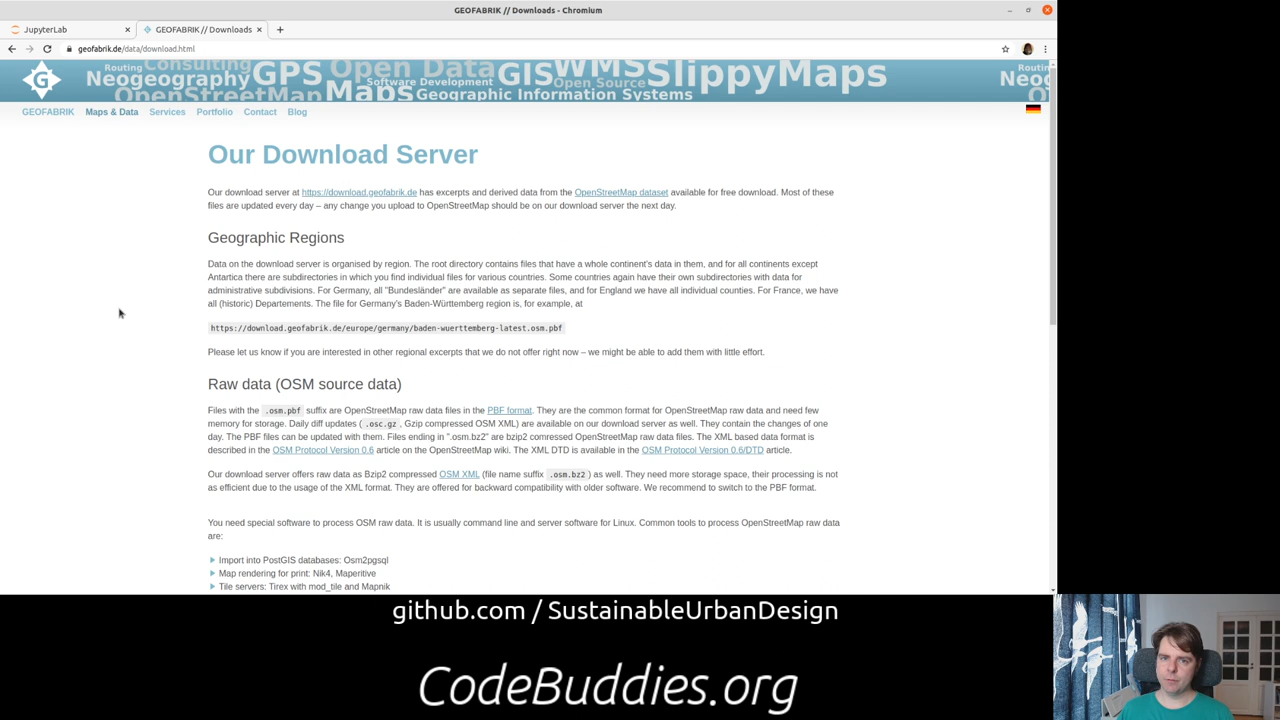 GEOFABRIK // Downloads - Chromium
JupyterLab
GEOFABRIK // Downloads
geofabrik.de/data/download.html
Routing Consulting Neogeography OpenStreetMap GPS Open Data Software Development Maps GIS WMS Open Source SlippyMaps Geographic Information Systems
G
GEOFABRIK Maps & Data Services Portfolio Contact Blog
Our Download Server
Our download server at https://download.geofabrik.de has excerpts and derived data from the OpenStreetMap dataset available for free download. Most of these
files are updated every day – any change you upload to OpenStreetMap should be on our download server the next day.
Geographic Regions
Data on the download server is organised by region. The root directory contains files that have a whole continent's data in them, and for all continents except
Antartica there are subdirectories in which you find individual files for various countries. Some countries again have their own subdirectories with data for
administrative subdivisions. For Germany, all "Bundesländer" are available as separate files, and for England we have all individual counties. For France, we have
all (historic) Departements. The file for Germany's Baden-Württemberg region is, for example, at
https://download.geofabrik.de/europe/germany/baden-wuerttemberg-latest.osm.pbf
Please let us know if you are interested in other regional excerpts that we do not offer right now – we might be able to add them with little effort.
Raw data (OSM source data)
Files with the .osm.pbf suffix are OpenStreetMap raw data files in the PBF format. They are the common format for OpenStreetMap raw data and need few
memory for storage. Daily diff updates (.osc.gz, Gzip compressed OSM XML) are available on our download server as well. They contain the changes of one
day. The PBF files can be updated with them. Files ending in ".osm.bz2" are bzip2 comressed OpenStreetMap raw data files. The XML based data format is
described in the OSM Protocol Version 0.6 article on the OpenStreetMap wiki. The XML DTD is available in the OSM Protocol Version 0.6/DTD article.
Our download server offers raw data as Bzip2 compressed OSM XML (file name suffix .osm.bz2) as well. They need more storage space, their processing is not
as efficient due to the usage of the XML format. They are offered for backward compatibility with older software. We recommend to switch to the PBF format.
You need special software to process OSM raw data. It is usually command line and server software for Linux. Common tools to process OpenStreetMap raw data
are:
Import into PostGIS databases: Osm2pgsql
Map rendering for print: Nik4, Maperitive
Tile servers: Tirex with mod_tile and Mapnik
github.com / SustainableUrbanDesign
CodeBuddies.org